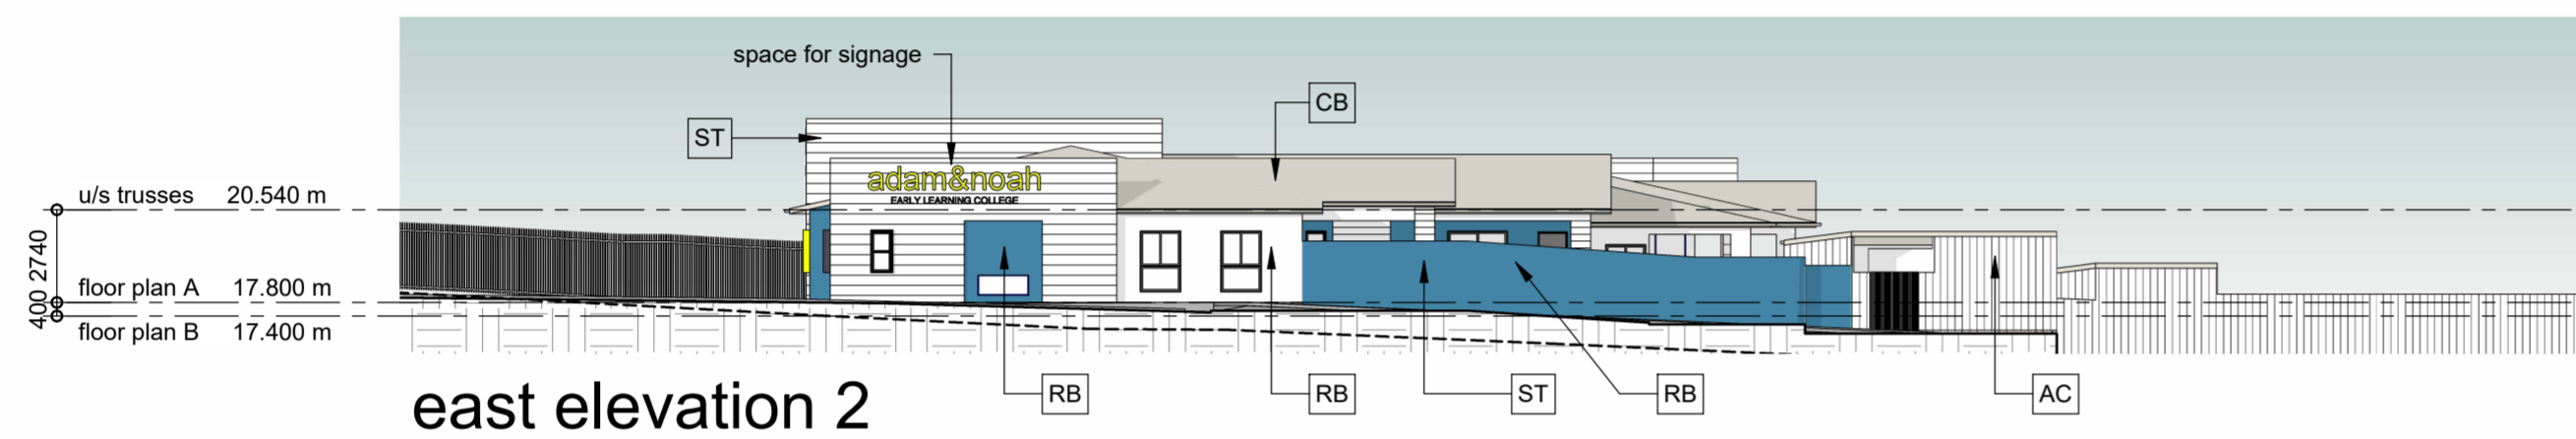 space for signage
CB
ST
adam&noah
EARLY LEARNING COLLEGE
u/s trusses 20.540 m
2740
floor plan A 17.800 m
400
floor plan B 17.400 m
RB
RB
ST
RB
AC
east elevation 2